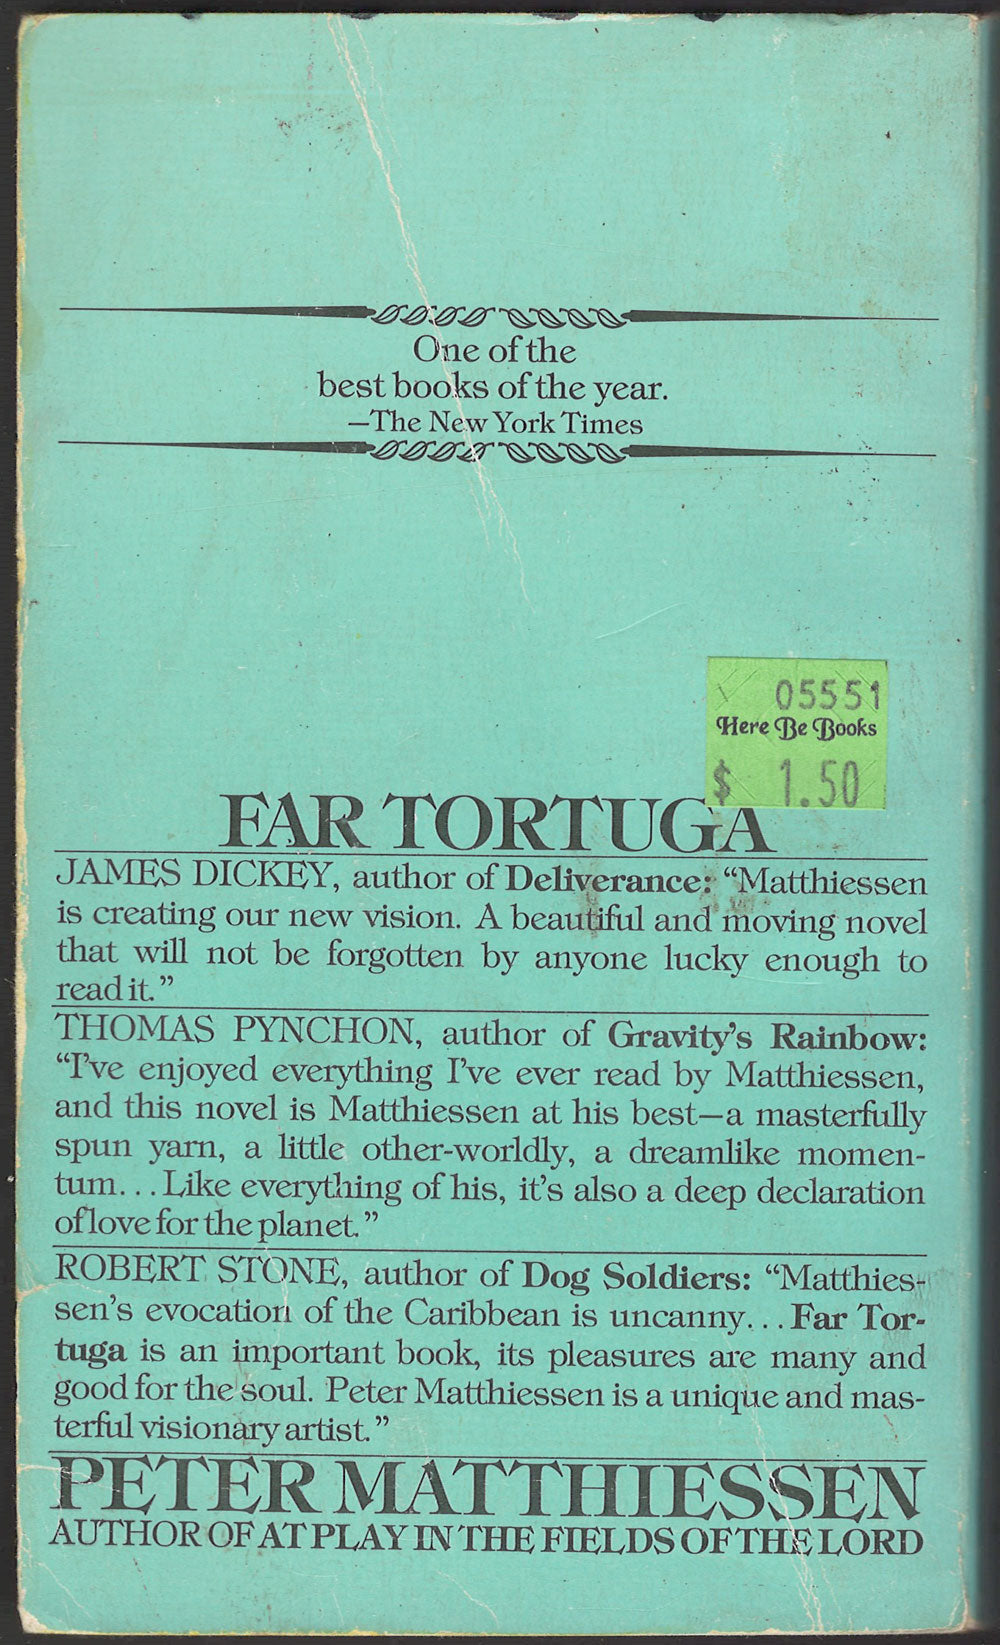 One of the
best books of the year.
—The New York Times
05551
Here Be Books
$ 1.50
FAR TORTUGA
JAMES DICKEY, author of Deliverance: “Matthiessen
is creating our new vision. A beautiful and moving novel
that will not be forgotten by anyone lucky enough to
read it.”
THOMAS PYNCHON, author of Gravity’s Rainbow:
“I’ve enjoyed everything I’ve ever read by Matthiessen,
and this novel is Matthiessen at his best—a masterfully
spun yarn, a little other-worldly, a dreamlike momen-
tum...Like everything of his, it’s also a deep declaration
of love for the planet.”
ROBERT STONE, author of Dog Soldiers: “Matthies-
sen’s evocation of the Caribbean is uncanny...Far Tor-
tuga is an important book, its pleasures are many and
good for the soul. Peter Matthiessen is a unique and mas-
terful visionary artist.”
PETER MATTHIESSEN
AUTHOR OF AT PLAY IN THE FIELDS OF THE LORD